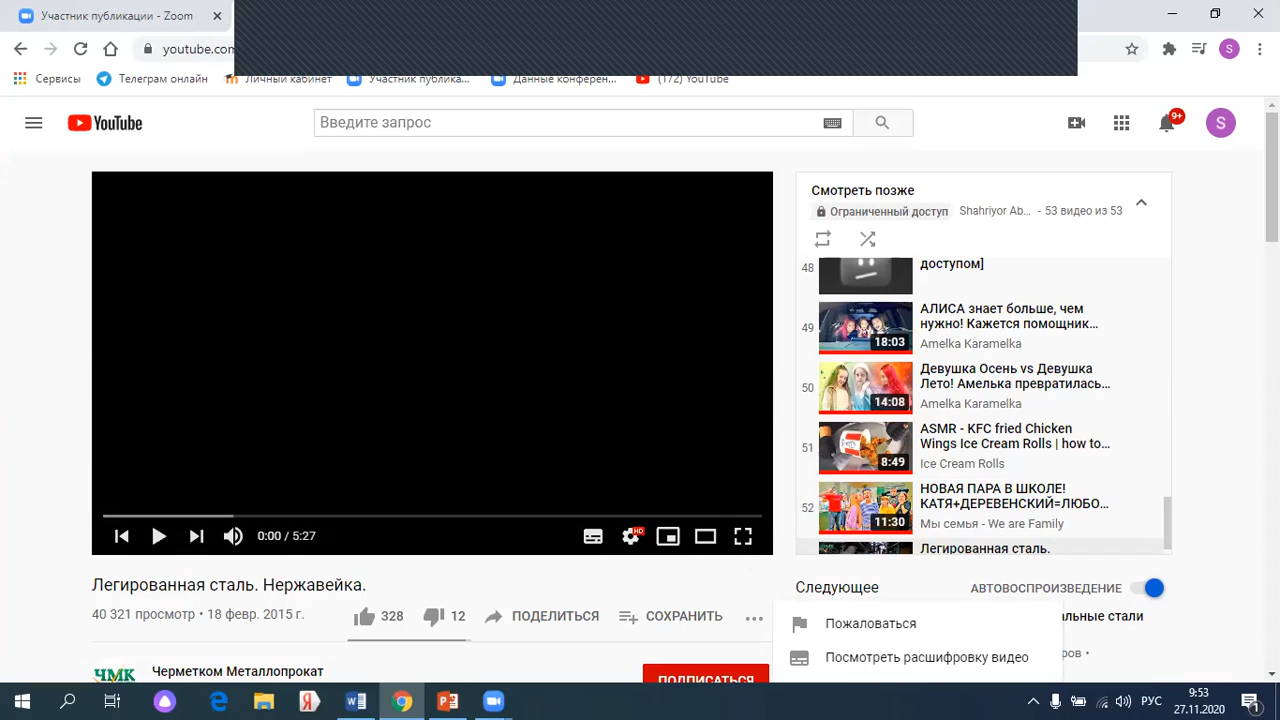 Участник публикации - Zoom
youtube.com
Сервисы
Телеграм онлайн
Личный кабинет
Участник публика...
Данные конферен...
(172) YouTube
YouTube
Введите запрос
9+
S
Смотреть позже
Ограниченный доступ
Shahriyor Ab... - 53 видео из 53
48
доступом]
49
18:03
АЛИСА знает больше, чем
нужно! Кажется помощник...
Amelka Karamelka
50
14:08
Девушка Осень vs Девушка
Лето! Амелька превратилась...
Amelka Karamelka
51
8:49
ASMR - KFC fried Chicken
Wings Ice Cream Rolls | how to...
Ice Cream Rolls
52
11:30
НОВАЯ ПАРА В ШКОЛЕ!
КАТЯ+ДЕРЕВЕНСКИЙ=ЛЮБО...
Мы семья - We are Family
Легированная сталь.
0:00 / 5:27
HD
Легированная сталь. Нержавейка.
40 321 просмотр • 18 февр. 2015 г.
328
12
ПОДЕЛИТЬСЯ
СОХРАНИТЬ
Следующее
АВТОВОСПРОИЗВЕДЕНИЕ
Пожаловаться
Посмотреть расшифровку видео
альные стали
ров •
ЧМК
Черметком Металлопрокат
ПОДПИСАТЬСЯ
РУС
9:53
27.11.2020
1